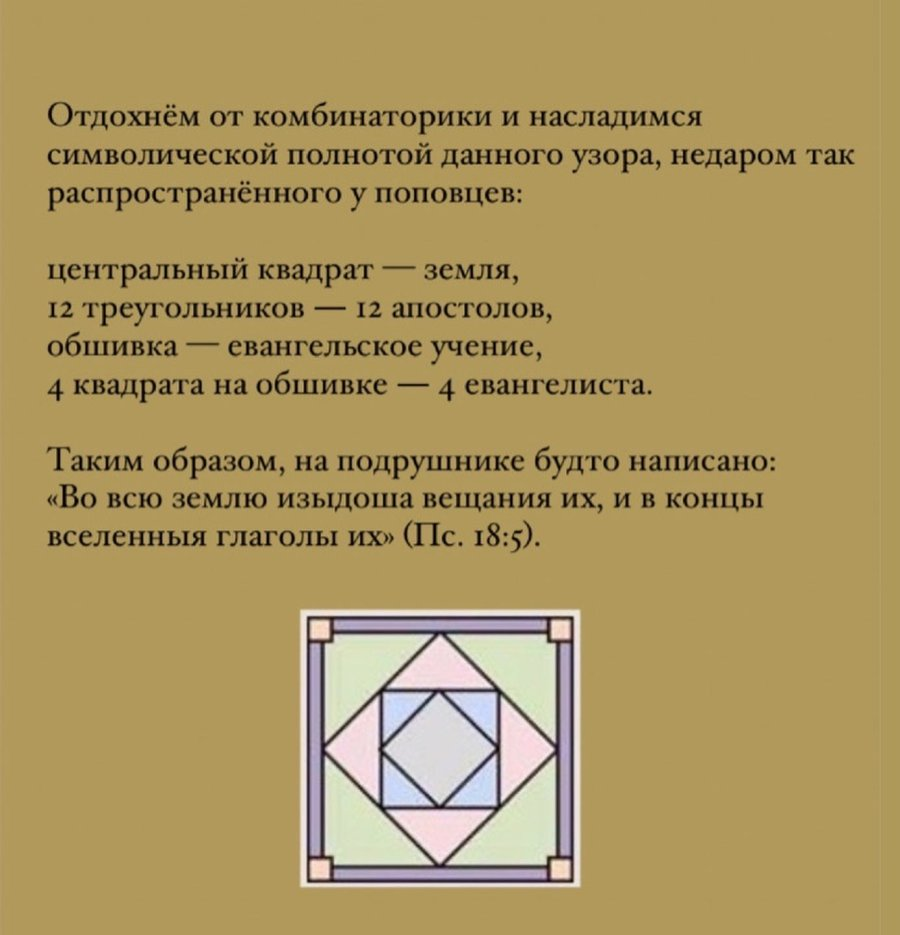 Отдохнём от комбинаторики и насладимся
символической полнотой данного узора, недаром так
распространённого у поповцев:
центральный квадрат — земля,
12 треугольников — 12 апостолов,
обшивка — евангельское учение,
4 квадрата на обшивке — 4 евангелиста.
Таким образом, на подрушнике будто написано:
«Во всю землю изыдоша вещания их, и в концы
вселенныя глаголы их» (Пс. 18:5).